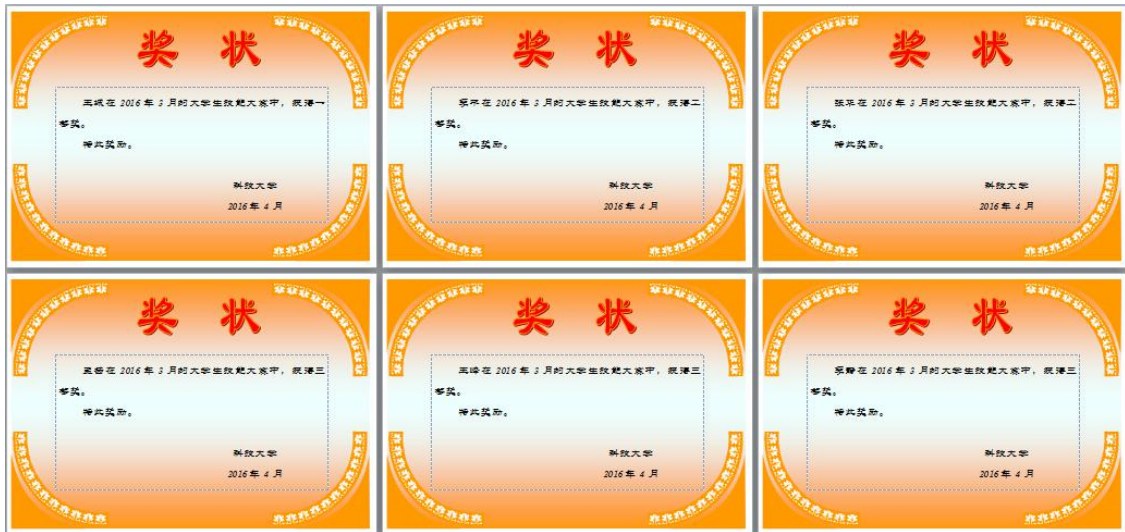 奖 状
在 2016 年 3 月的大学生技能大赛中，获得一
等奖。
特此奖励。
科技大学
2016 年 4 月
奖 状
李平在 2016 年 3 月的大学生技能大赛中，获得二
等奖。
特此奖励。
科技大学
2016 年 4 月
奖 状
张华在 2016 年 3 月的大学生技能大赛中，获得二
等奖。
特此奖励。
科技大学
2016 年 4 月
奖 状
在 2016 年 3 月的大学生技能大赛中，获得三
等奖。
特此奖励。
科技大学
2016 年 4 月
奖 状
王峰在 2016 年 3 月的大学生技能大赛中，获得三
等奖。
特此奖励。
科技大学
2016 年 4 月
奖 状
在 2016 年 3 月的大学生技能大赛中，获得三
等奖。
特此奖励。
科技大学
2016 年 4 月